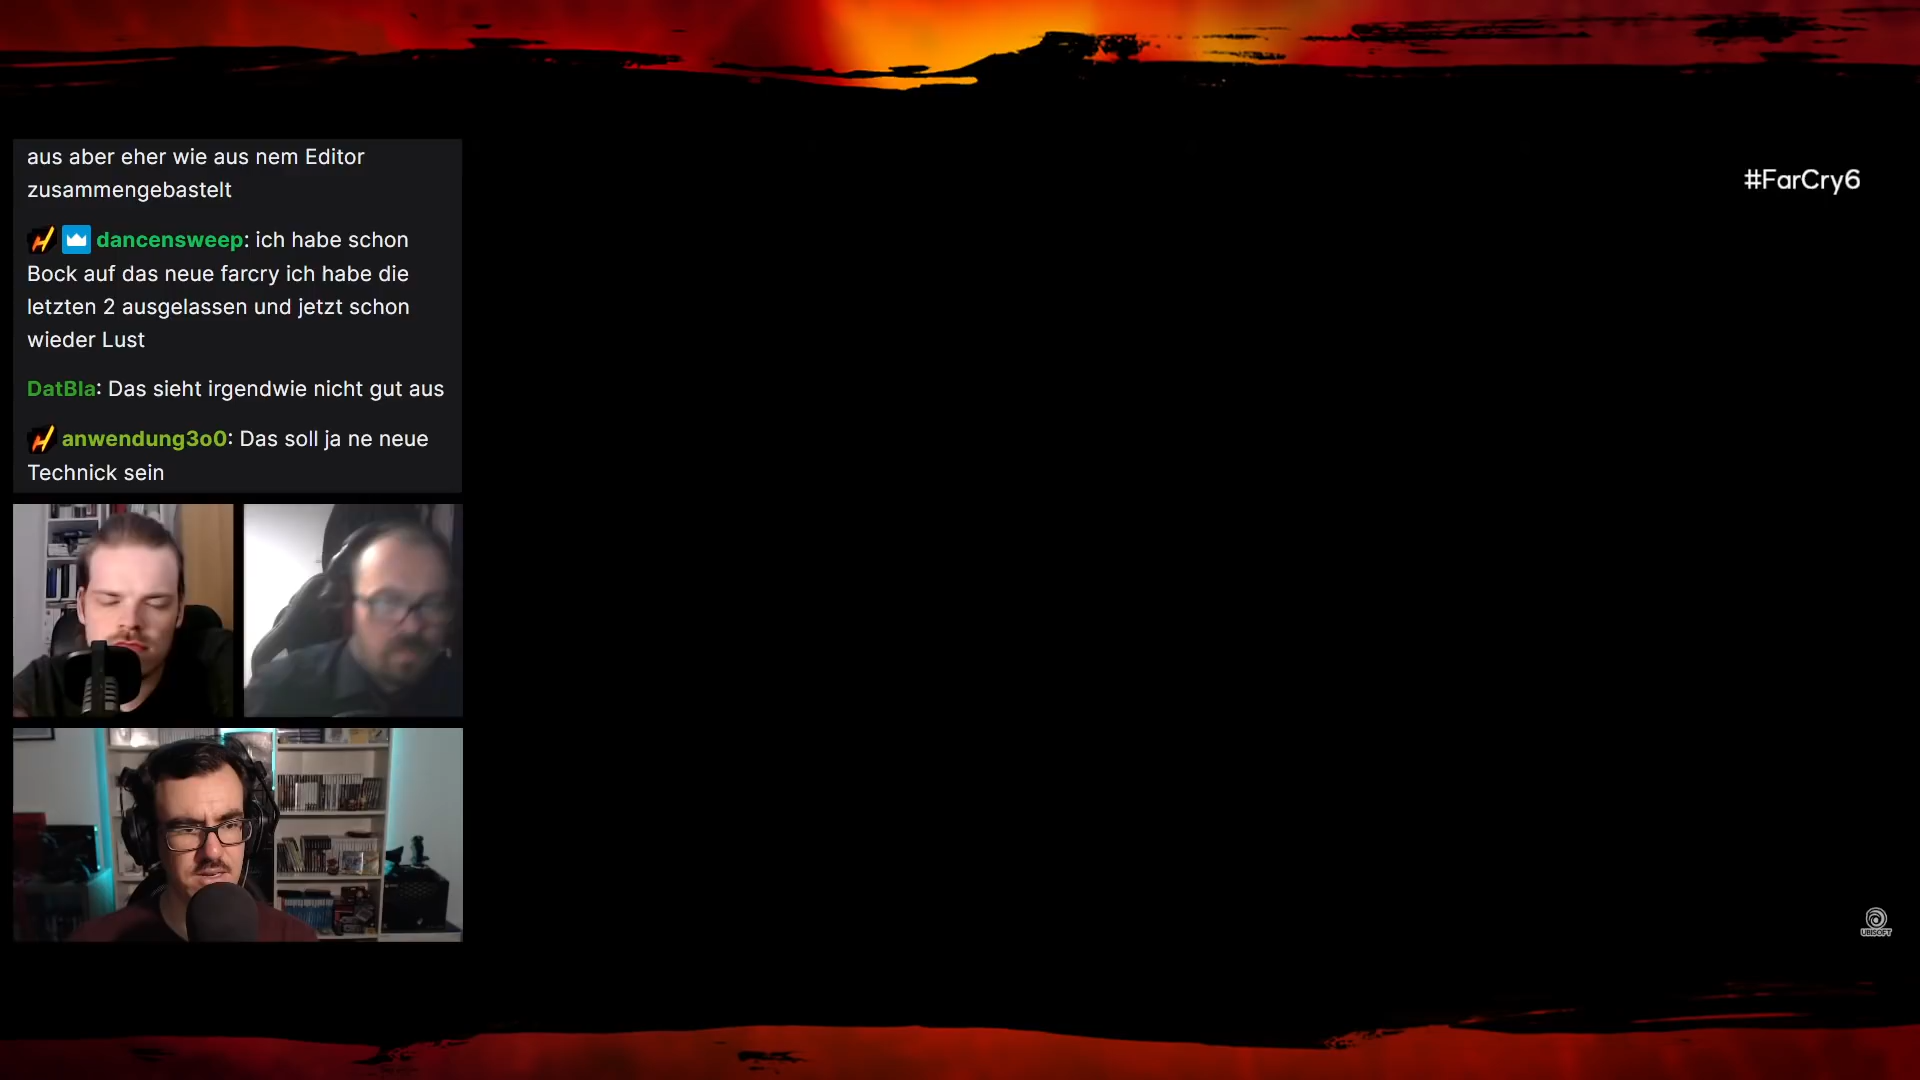 aus aber eher wie aus nem Editor
zusammengebastelt
dancensweep: ich habe schon
Bock auf das neue farcry ich habe die
letzten 2 ausgelassen und jetzt schon
wieder Lust
DatBla: Das sieht irgendwie nicht gut aus
anwendung3o0: Das soll ja ne neue
Technick sein
#FarCry6
UBISOFT